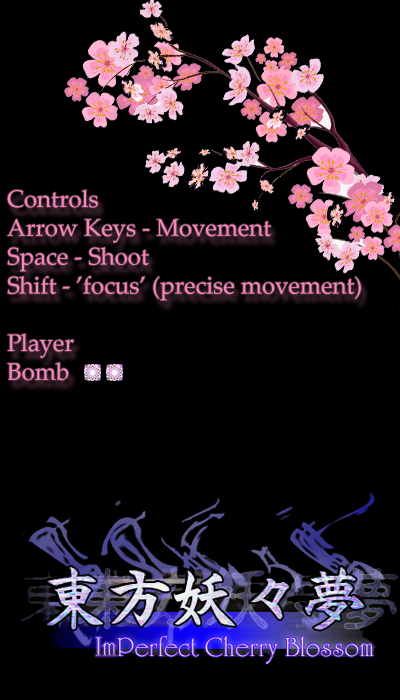 Controls
Arrow Keys - Movement
Space - Shoot
Shift - 'focus' (precise movement)
Player
Bomb
東方妖々夢
ImPerfect Cherry Blossom